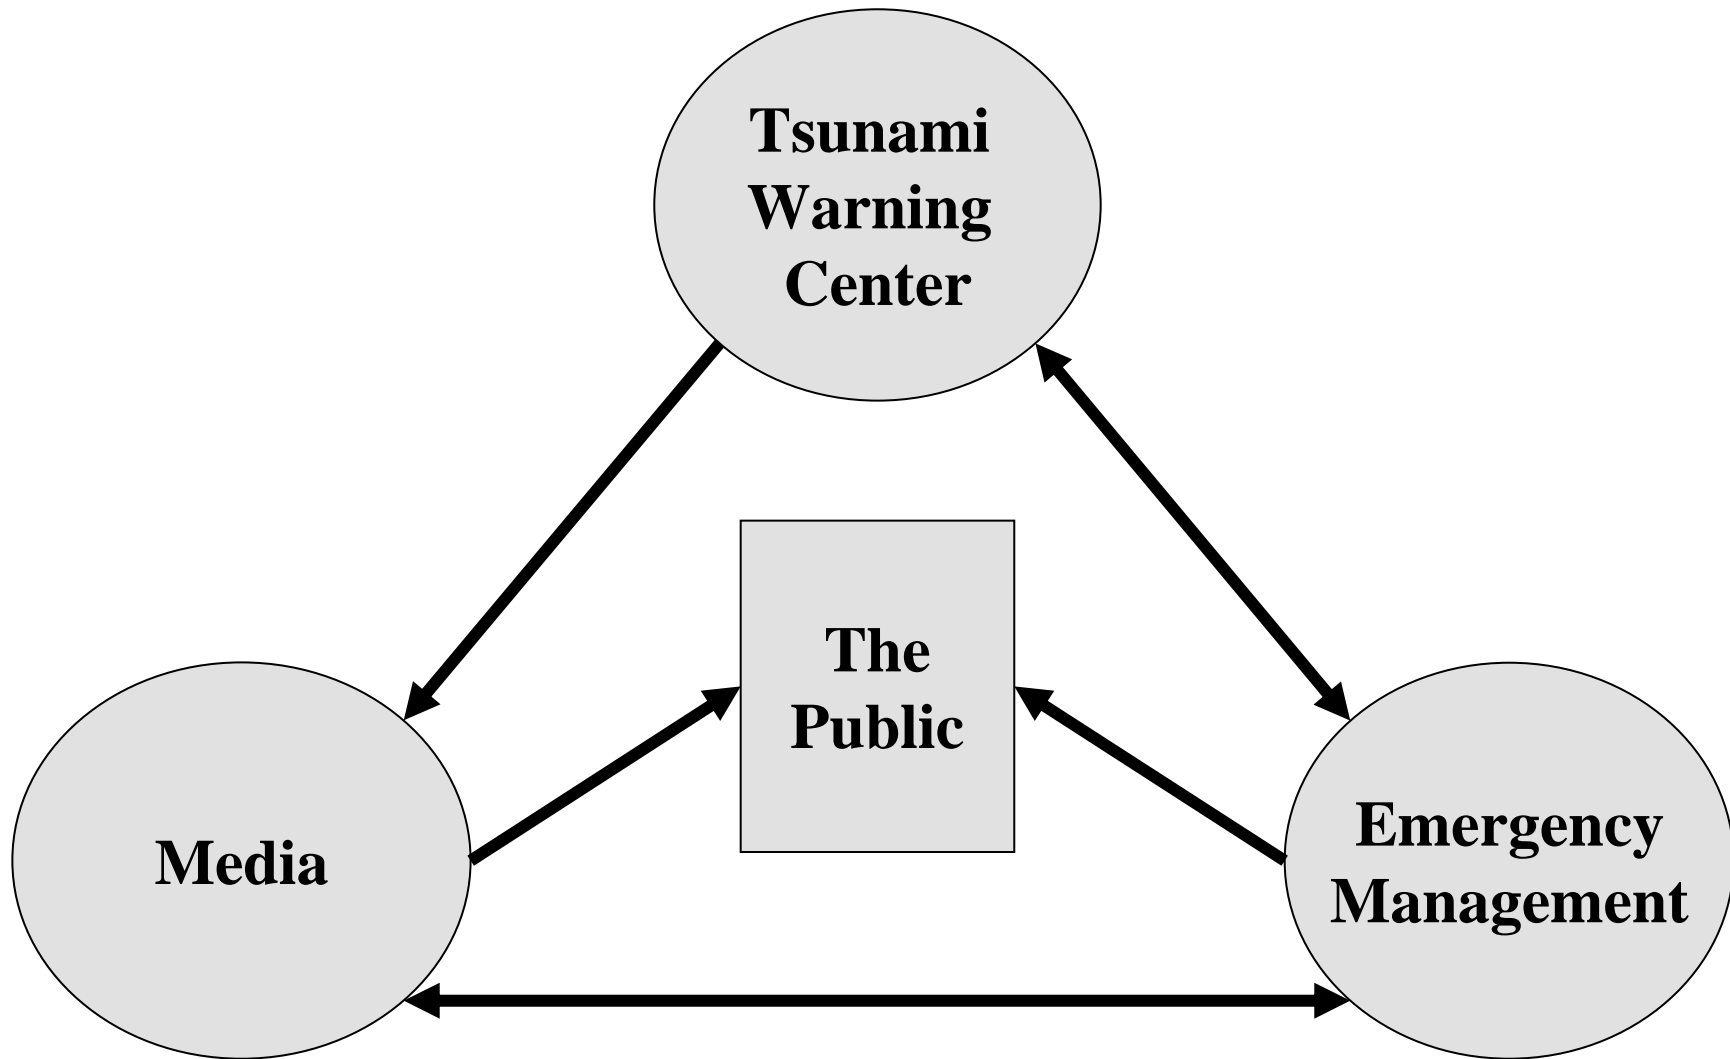 Tsunami
Warning
Center
The
Public
Media
Emergency
Management